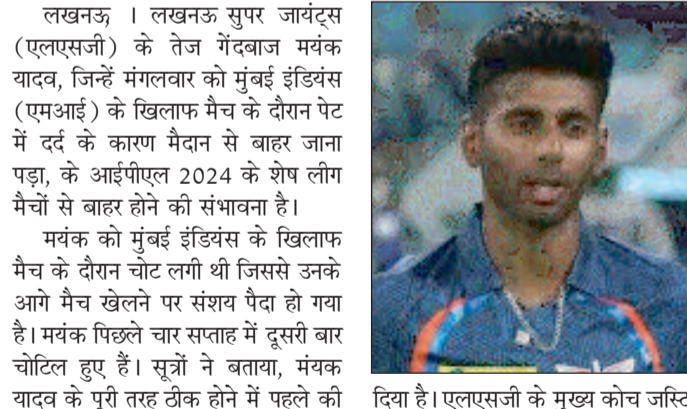 लखनऊ । लखनऊ सुपर जायंट्स
(एलएसजी) के तेज गेंदबाज मयंक
यादव, जिन्हें मंगलवार को मुंबई इंडियंस
(एमआई) के खिलाफ मैच के दौरान पेट
में दर्द के कारण मैदान से बाहर जाना
पड़ा, के आईपीएल 2024 के शेष लीग
मैचों से बाहर होने की संभावना है।
मयंक को मुंबई इंडियंस के खिलाफ
मैच के दौरान चोट लगी थी जिससे उनके
आगे मैच खेलने पर संशय पैदा हो गया
है। मयंक पिछले चार सप्ताह में दूसरी बार
चोटिल हुए हैं। सूत्रों ने बताया, मंयक
यादव के पूरी तरह ठीक होने में पहले की
दिया है। एलएसजी के मुख्य कोच